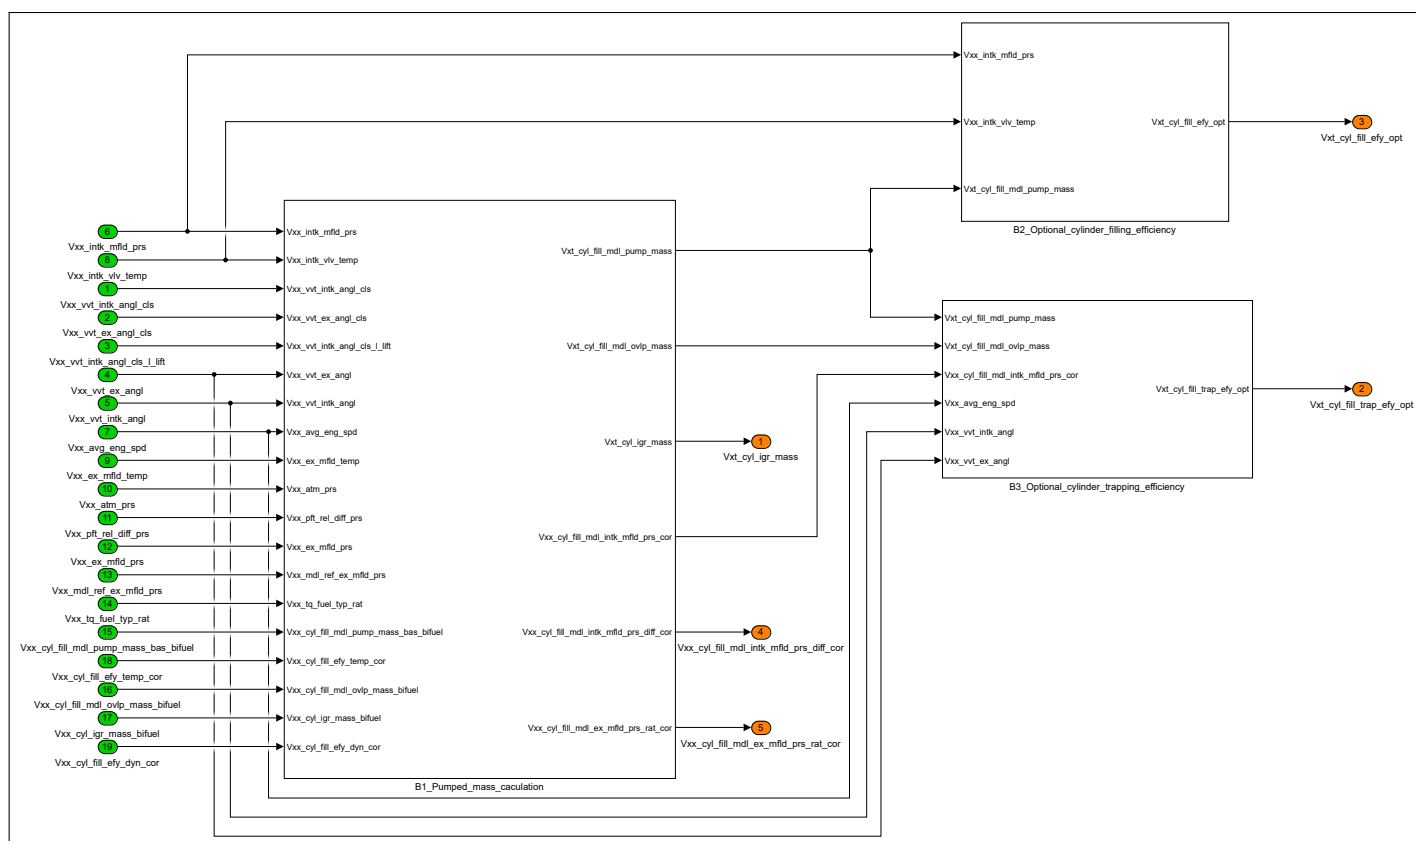 Vxx_intk_mfld_prs
Vxx_intk_vlv_temp
Vxt_cyl_fill_efy_opt
3
Vxt_cyl_fill_efy_opt
Vxt_cyl_fill_mdl_pump_mass
B2_Optional_cylinder_filling_efficiency
6
Vxx_intk_mfld_prs
8
Vxx_intk_vlv_temp
1
Vxx_vvt_intk_angl_cls
2
Vxx_vvt_ex_angl_cls
3
Vxx_vvt_intk_angl_cls_l_lift
4
Vxx_vvt_ex_angl
5
Vxx_vvt_intk_angl
7
Vxx_avg_eng_spd
9
Vxx_ex_mfld_temp
10
Vxx_atm_prs
11
Vxx_pft_rel_diff_prs
12
Vxx_ex_mfld_prs
13
Vxx_mdl_ref_ex_mfld_prs
14
Vxx_tq_fuel_typ_rat
15
Vxx_cyl_fill_mdl_pump_mass_bas_bifuel
18
Vxx_cyl_fill_efy_temp_cor
16
Vxx_cyl_fill_mdl_ovlp_mass_bifuel
17
Vxx_cyl_igr_mass_bifuel
19
Vxx_cyl_fill_efy_dyn_cor
Vxx_intk_mfld_prs
Vxx_intk_vlv_temp
Vxx_vvt_intk_angl_cls
Vxx_vvt_ex_angl_cls
Vxx_vvt_intk_angl_cls_l_lift
Vxx_vvt_ex_angl
Vxx_vvt_intk_angl
Vxx_avg_eng_spd
Vxx_ex_mfld_temp
Vxx_atm_prs
Vxx_pft_rel_diff_prs
Vxx_ex_mfld_prs
Vxx_mdl_ref_ex_mfld_prs
Vxx_tq_fuel_typ_rat
Vxx_cyl_fill_mdl_pump_mass_bas_bifuel
Vxx_cyl_fill_efy_temp_cor
Vxx_cyl_fill_mdl_ovlp_mass_bifuel
Vxx_cyl_igr_mass_bifuel
Vxx_cyl_fill_efy_dyn_cor
Vxt_cyl_fill_mdl_pump_mass
Vxt_cyl_fill_mdl_ovlp_mass
Vxt_cyl_igr_mass
Vxx_cyl_fill_mdl_intk_mfld_prs_cor
Vxx_cyl_fill_mdl_intk_mfld_prs_diff_cor
Vxx_cyl_fill_mdl_ex_mfld_prs_rat_cor
B1_Pumped_mass_caculation
1
Vxt_cyl_igr_mass
4
Vxx_cyl_fill_mdl_intk_mfld_prs_diff_cor
5
Vxx_cyl_fill_mdl_ex_mfld_prs_rat_cor
Vxt_cyl_fill_mdl_pump_mass
Vxt_cyl_fill_mdl_ovlp_mass
Vxx_cyl_fill_mdl_intk_mfld_prs_cor
Vxx_avg_eng_spd
Vxx_vvt_intk_angl
Vxx_vvt_ex_angl
Vxt_cyl_fill_trap_efy_opt
B3_Optional_cylinder_trapping_efficiency
2
Vxt_cyl_fill_trap_efy_opt